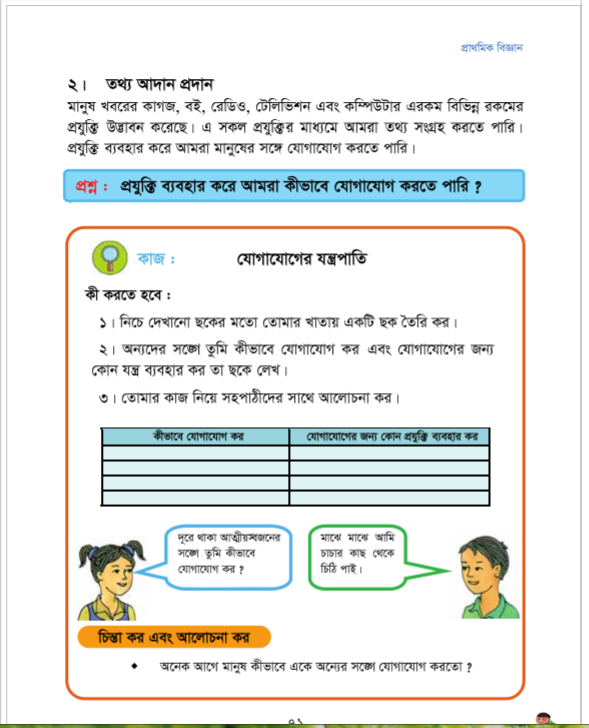 প্রাথমিক বিজ্ঞান
২। তথ্য আদান প্রদান
মানুষ খবরের কাগজ, বই, রেডিও, টেলিভিশন এবং কম্পিউটার এরকম বিভিন্ন রকমের
প্রযুক্তি উদ্ভাবন করেছে। এ সকল প্রযুক্তির মাধ্যমে আমরা তথ্য সংগ্রহ করতে পারি।
প্রযুক্তি ব্যবহার করে আমরা মানুষের সঙ্গে যোগাযোগ করতে পারি।
প্রশ্ন : প্রযুক্তি ব্যবহার করে আমরা কীভাবে যোগাযোগ করতে পারি ?
কাজ : যোগাযোগের যন্ত্রপাতি
কী করতে হবে :
১। নিচে দেখানো ছকের মতো তোমার খাতায় একটি ছক তৈরি কর।
২। অন্যদের সঙ্গে তুমি কীভাবে যোগাযোগ কর এবং যোগাযোগের জন্য
কোন যন্ত্র ব্যবহার কর তা ছকে লেখ।
৩। তোমার কাজ নিয়ে সহপাঠীদের সাথে আলোচনা কর।
কীভাবে যোগাযোগ কর যোগাযোগের জন্য কোন প্রযুক্তি ব্যবহার কর
দূরে থাকা আত্মীয়স্বজনের
সঙ্গে তুমি কীভাবে
যোগাযোগ কর ?
মাঝে মাঝে আমি
চাচার কাছ থেকে
চিঠি পাই।
চিন্তা কর এবং আলোচনা কর
♦ অনেক আগে মানুষ কীভাবে একে অন্যের সঙ্গে যোগাযোগ করতো ?